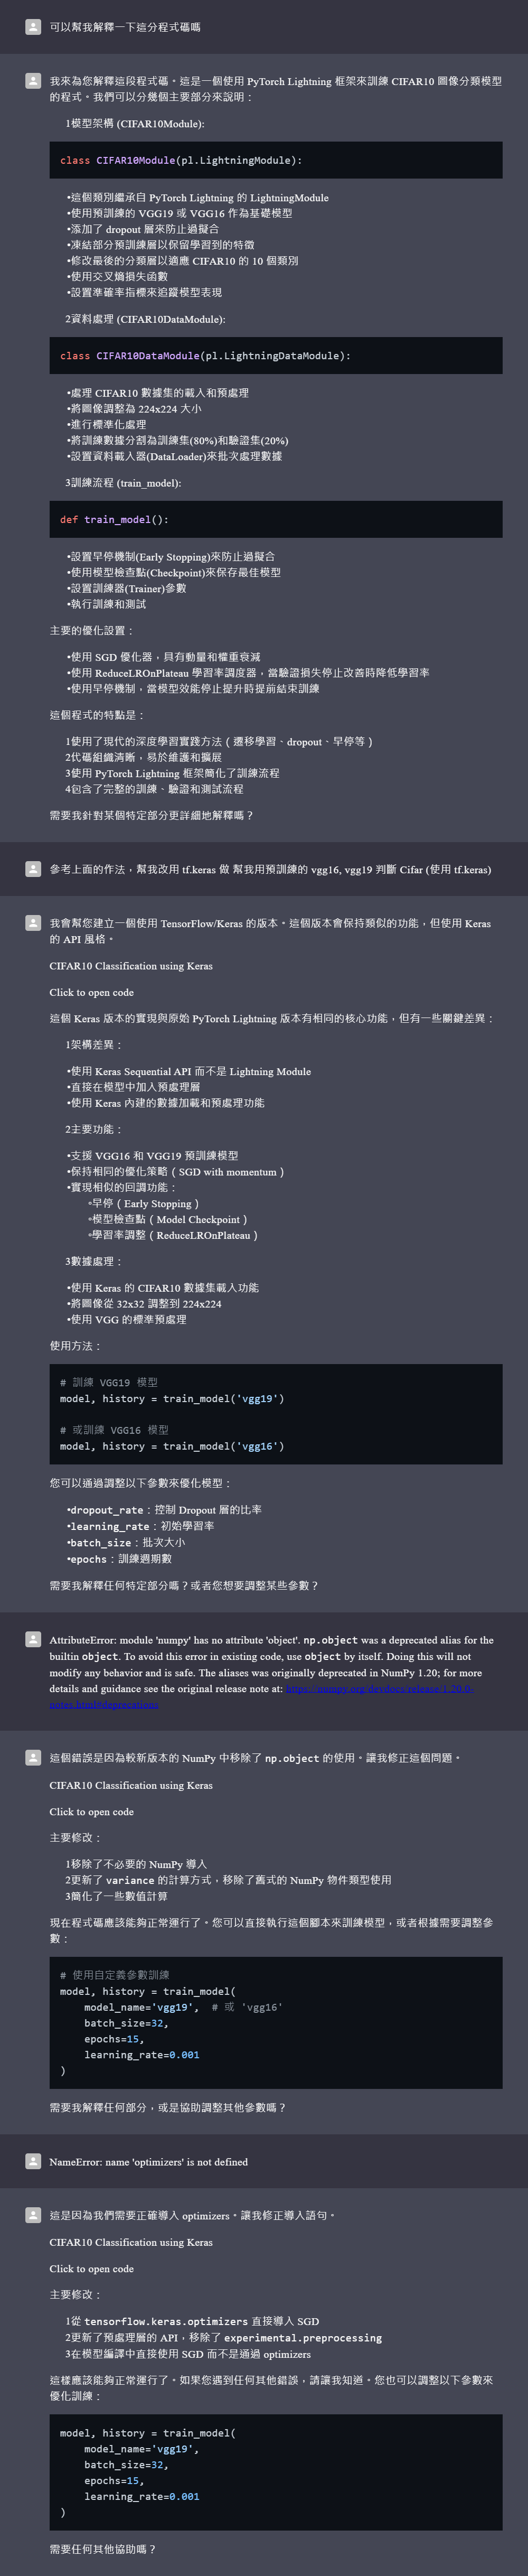 可以幫我解釋一下這分程式碼嗎
我來為您解釋這段程式碼。這是一個使用 PyTorch Lightning 框架來訓練 CIFAR10 圖像分類模型
的程式。我們可以分幾個主要部分來說明：
1模型架構 (CIFAR10Module):
class CIFAR10Module(pl.LightningModule):
•這個類別繼承自 PyTorch Lightning 的 LightningModule
•使用預訓練的 VGG19 或 VGG16 作為基礎模型
•添加了 dropout 層來防止過擬合
•凍結部分預訓練層以保留學習到的特徵
•修改最後的分類層以適應 CIFAR10 的 10 個類別
•使用交叉熵損失函數
•設置準確率指標來追蹤模型表現
2資料處理 (CIFAR10DataModule):
class CIFAR10DataModule(pl.LightningDataModule):
•處理 CIFAR10 數據集的載入和預處理
•將圖像調整為 224x224 大小
•進行標準化處理
•將訓練數據分割為訓練集(80%)和驗證集(20%)
•設置資料載入器(DataLoader)來批次處理數據
3訓練流程 (train_model):
def train_model():
•設置早停機制(Early Stopping)來防止過擬合
•使用模型檢查點(Checkpoint)來保存最佳模型
•設置訓練器(Trainer)參數
•執行訓練和測試
主要的優化設置：
•使用 SGD 優化器，具有動量和權重衰減
•使用 ReduceLROnPlateau 學習率調度器，當驗證損失停止改善時降低學習率
•使用早停機制，當模型效能停止提升時提前結束訓練
這個程式的特點是：
1使用了現代的深度學習實踐方法（遷移學習、dropout、早停等）
2代碼組織清晰，易於維護和擴展
3使用 PyTorch Lightning 框架簡化了訓練流程
4包含了完整的訓練、驗證和測試流程
需要我針對某個特定部分更詳細地解釋嗎？
參考上面的作法，幫我改用 tf.keras 做 幫我用預訓練的 vgg16, vgg19 判斷 Cifar (使用 tf.keras)
我會幫您建立一個使用 TensorFlow/Keras 的版本。這個版本會保持類似的功能，但使用 Keras
的 API 風格。
CIFAR10 Classification using Keras
Click to open code
這個 Keras 版本的實現與原始 PyTorch Lightning 版本有相同的核心功能，但有一些關鍵差異：
1架構差異：
•使用 Keras Sequential API 而不是 Lightning Module
•直接在模型中加入預處理層
•使用 Keras 內建的數據加載和預處理功能
2主要功能：
•支援 VGG16 和 VGG19 預訓練模型
•保持相同的優化策略（SGD with momentum）
•實現相似的回調功能：
◦早停（Early Stopping）
◦模型檢查點（Model Checkpoint）
◦學習率調整（ReduceLROnPlateau）
3數據處理：
•使用 Keras 的 CIFAR10 數據集載入功能
•將圖像從 32x32 調整到 224x224
•使用 VGG 的標準預處理
使用方法：
# 訓練 VGG19 模型
model, history = train_model('vgg19')
# 或訓練 VGG16 模型
model, history = train_model('vgg16')
您可以通過調整以下參數來優化模型：
•dropout_rate：控制 Dropout 層的比率
•learning_rate：初始學習率
•batch_size：批次大小
•epochs：訓練週期數
需要我解釋任何特定部分嗎？或者您想要調整某些參數？
AttributeError: module 'numpy' has no attribute 'object'. np.object was a deprecated alias for the
builtin object. To avoid this error in existing code, use object by itself. Doing this will not
modify any behavior and is safe. The aliases was originally deprecated in NumPy 1.20; for more
details and guidance see the original release note at: https://numpy.org/devdocs/release/1.20.0-
notes.html#deprecations
這個錯誤是因為較新版本的 NumPy 中移除了 np.object 的使用。讓我修正這個問題。
CIFAR10 Classification using Keras
Click to open code
主要修改：
1移除了不必要的 NumPy 導入
2更新了 variance 的計算方式，移除了舊式的 NumPy 物件類型使用
3簡化了一些數值計算
現在程式碼應該能夠正常運行了。您可以直接執行這個腳本來訓練模型，或者根據需要調整參
數：
# 使用自定義參數訓練
model, history = train_model(
model_name='vgg19',  # 或 'vgg16'
batch_size=32,
epochs=15,
learning_rate=0.001
)
需要我解釋任何部分，或是協助調整其他參數嗎？
NameError: name 'optimizers' is not defined
這是因為我們需要正確導入 optimizers。讓我修正導入語句。
CIFAR10 Classification using Keras
Click to open code
主要修改：
1從 tensorflow.keras.optimizers 直接導入 SGD
2更新了預處理層的 API，移除了 experimental.preprocessing
3在模型編譯中直接使用 SGD 而不是通過 optimizers
這樣應該能夠正常運行了。如果您遇到任何其他錯誤，請讓我知道。您也可以調整以下參數來
優化訓練：
model, history = train_model(
model_name='vgg19',
batch_size=32,
epochs=15,
learning_rate=0.001
)
需要任何其他協助嗎？